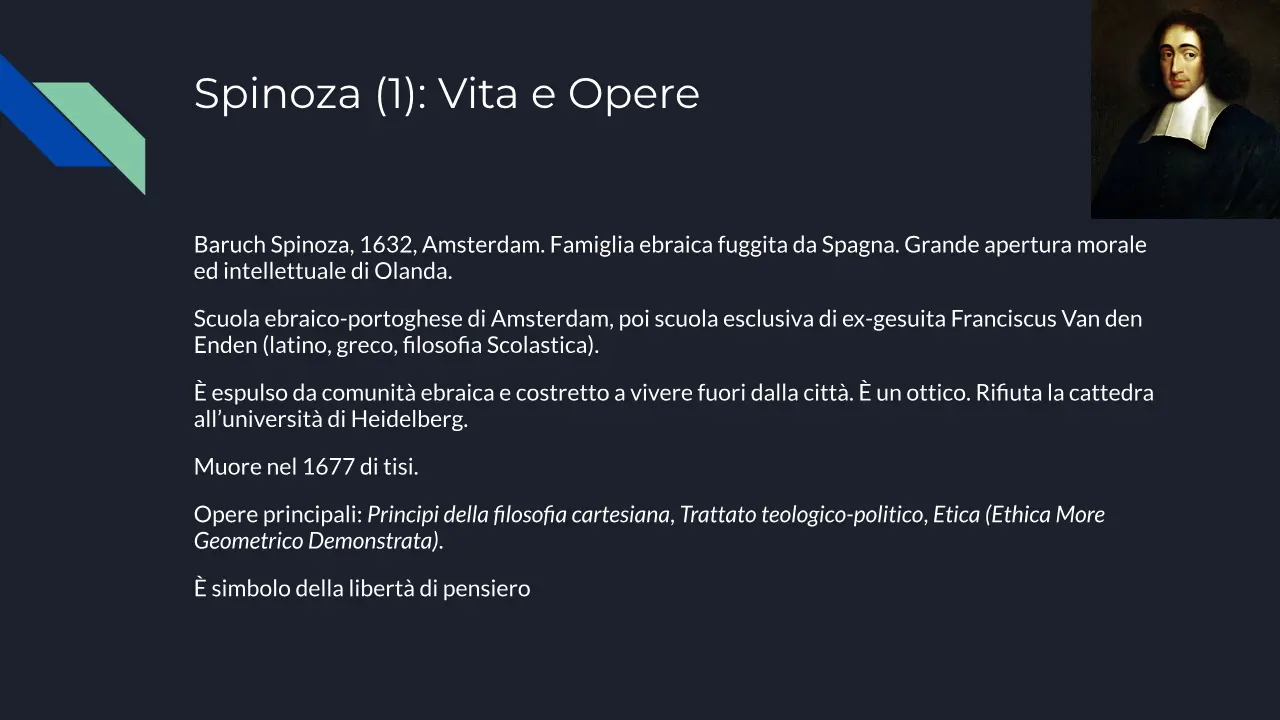 Spinoza (1): Vita e Opere
Baruch Spinoza, 1632, Amsterdam. Famiglia ebraica fuggita da Spagna. Grande apertura morale
ed intellettuale di Olanda.
Scuola ebraico-portoghese di Amsterdam, poi scuola esclusiva di ex-gesuita Franciscus Van den
Enden (latino, greco, filosofia Scolastica).
È espulso da comunità ebraica e costretto a vivere fuori dalla città. È un ottico. Rifiuta la cattedra
all’università di Heidelberg.
Muore nel 1677 di tisi.
Opere principali: Principi della filosofia cartesiana, Trattato teologico-politico, Etica (Ethica More
Geometrico Demonstrata).
È simbolo della libertà di pensiero